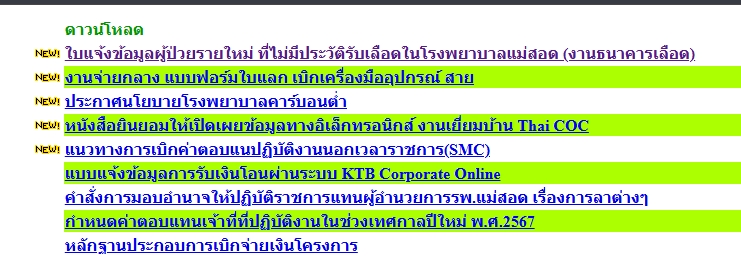 ดาวน์โหลด
NEW! ใบแจ้งข้อมูลผู้ป่วยรายใหม่ ที่ไม่มีประวัติรับเลือดในโรงพยาบาลแม่สอด (งานธนาคารเลือด)
NEW! งานจ่ายกลาง แบบฟอร์มใบแลก เบิกเครื่องมืออุปกรณ์ สาย
NEW! ประกาศนโยบายโรงพยาบาลคาร์บอนต่ำ
NEW! หนังสือยินยอมให้เปิดเผยข้อมูลทางอิเล็กทรอนิกส์ งานเยี่ยมบ้าน Thai COC
NEW! แนวทางการเบิกค่าตอบแนปฏิบัติงานนอกเวลาราชการ(SMC)
แบบแจ้งข้อมูลการรับเงินโอนผ่านระบบ KTB Corporate Online
คำสั่งการมอบอำนาจให้ปฏิบัติราชการแทนผู้อำนวยการรพ.แม่สอด เรื่องการลาต่างๆ
กำหนดค่าตอบแทนเจ้าที่ที่ปฏิบัติงานในช่วงเทศกาลปีใหม่ พ.ศ.2567
หลักฐานประกอบการเบิกจ่ายเงินโครงการ